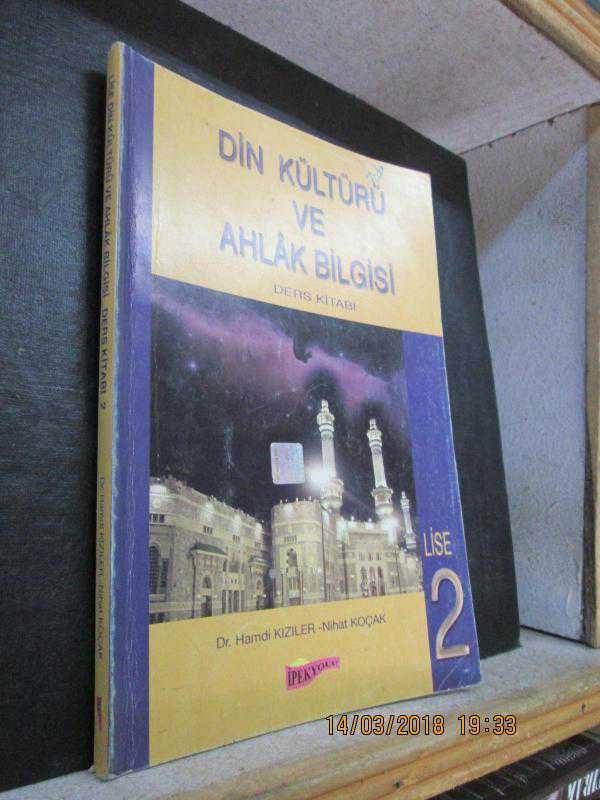 LİSE DİN KÜLTÜRÜ VE AHLÂK BİLGİSİ DERS KİTABI 2
Dr. Hamdi KIZILER -Nihat KOÇAK
DİN KÜLTÜRÜ
VE
AHLÂK BİLGİSİ
DERS KİTABI
LİSE
2
Dr. Hamdi KIZILER -Nihat KOÇAK
İPEKYOLU
14/03/2018 19:33